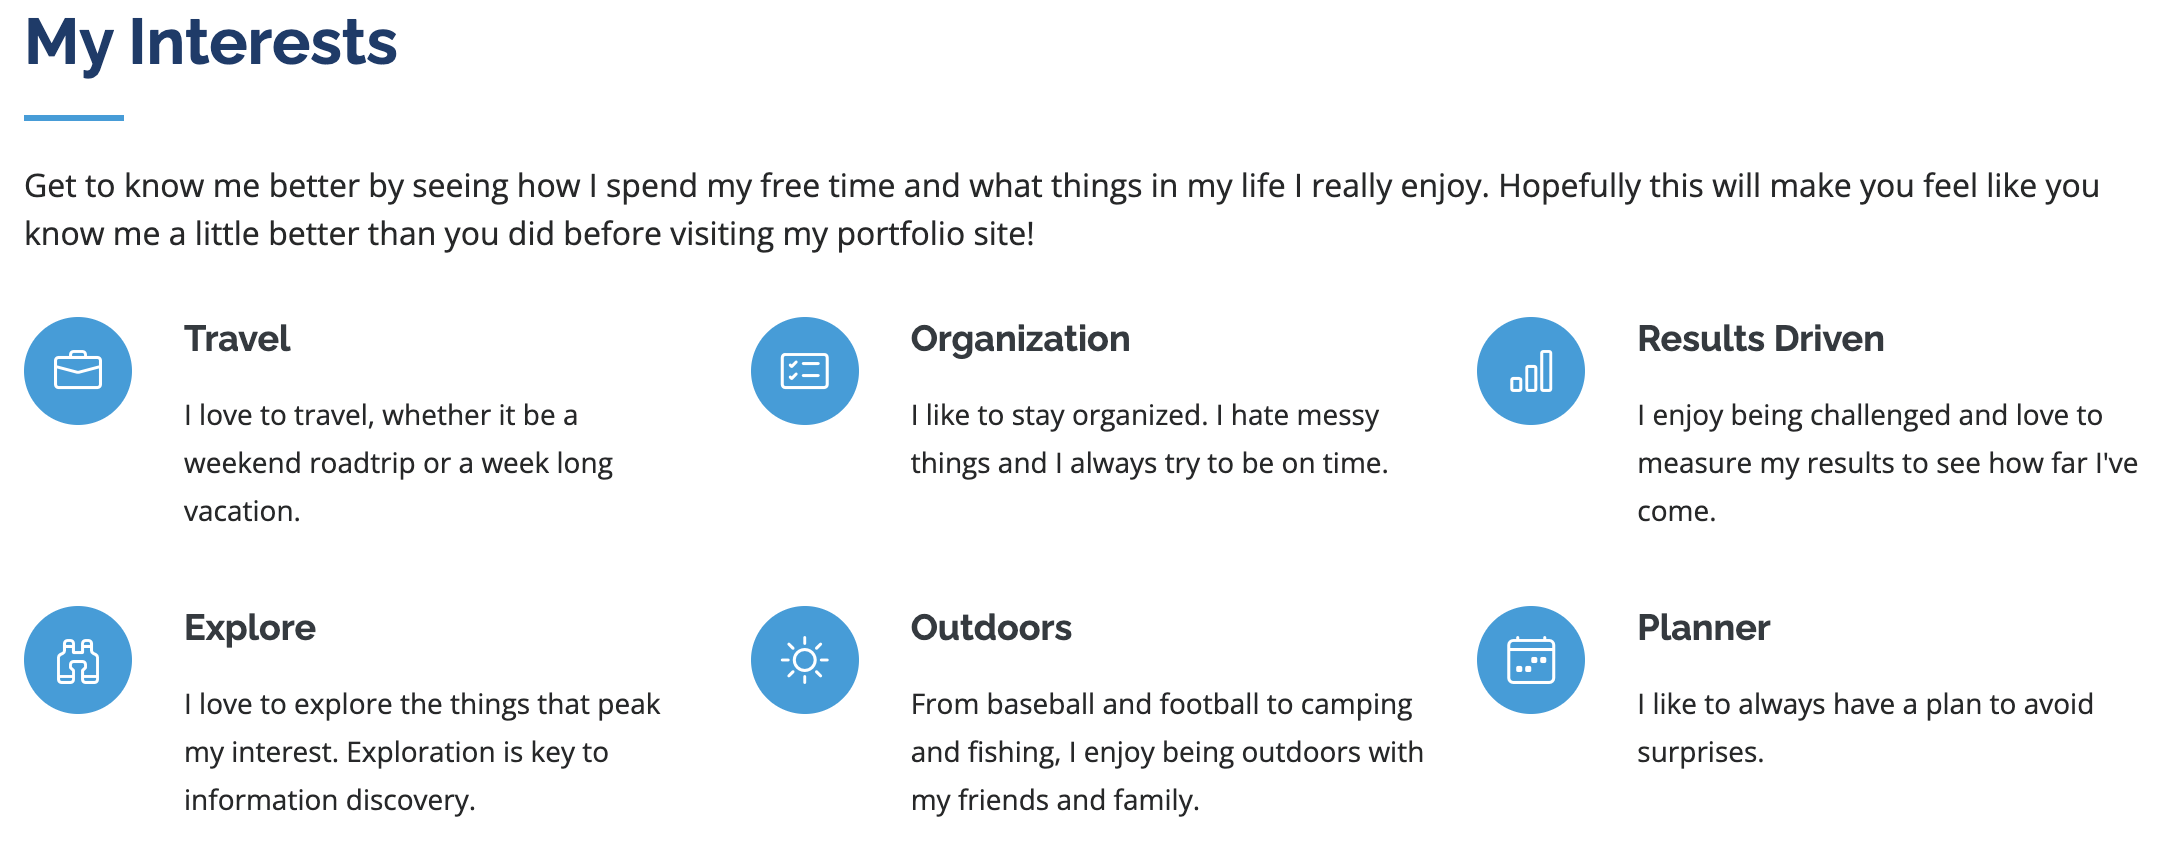 My Interests
Get to know me better by seeing how I spend my free time and what things in my life I really enjoy. Hopefully this will make you feel like you
know me a little better than you did before visiting my portfolio site!
Travel
I love to travel, whether it be a
weekend roadtrip or a week long
vacation.
Organization
I like to stay organized. I hate messy
things and I always try to be on time.
Results Driven
I enjoy being challenged and love to
measure my results to see how far I've
come.
Explore
I love to explore the things that peak
my interest. Exploration is key to
information discovery.
Outdoors
From baseball and football to camping
and fishing, I enjoy being outdoors with
my friends and family.
Planner
I like to always have a plan to avoid
surprises.